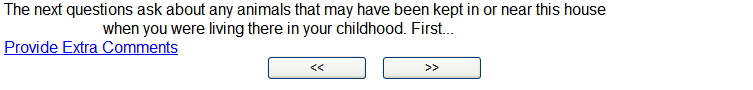 The next questions ask about any animals that may have been kept in or near this house
when you were living there in your childhood. First...
Provide Extra Comments
<< >>